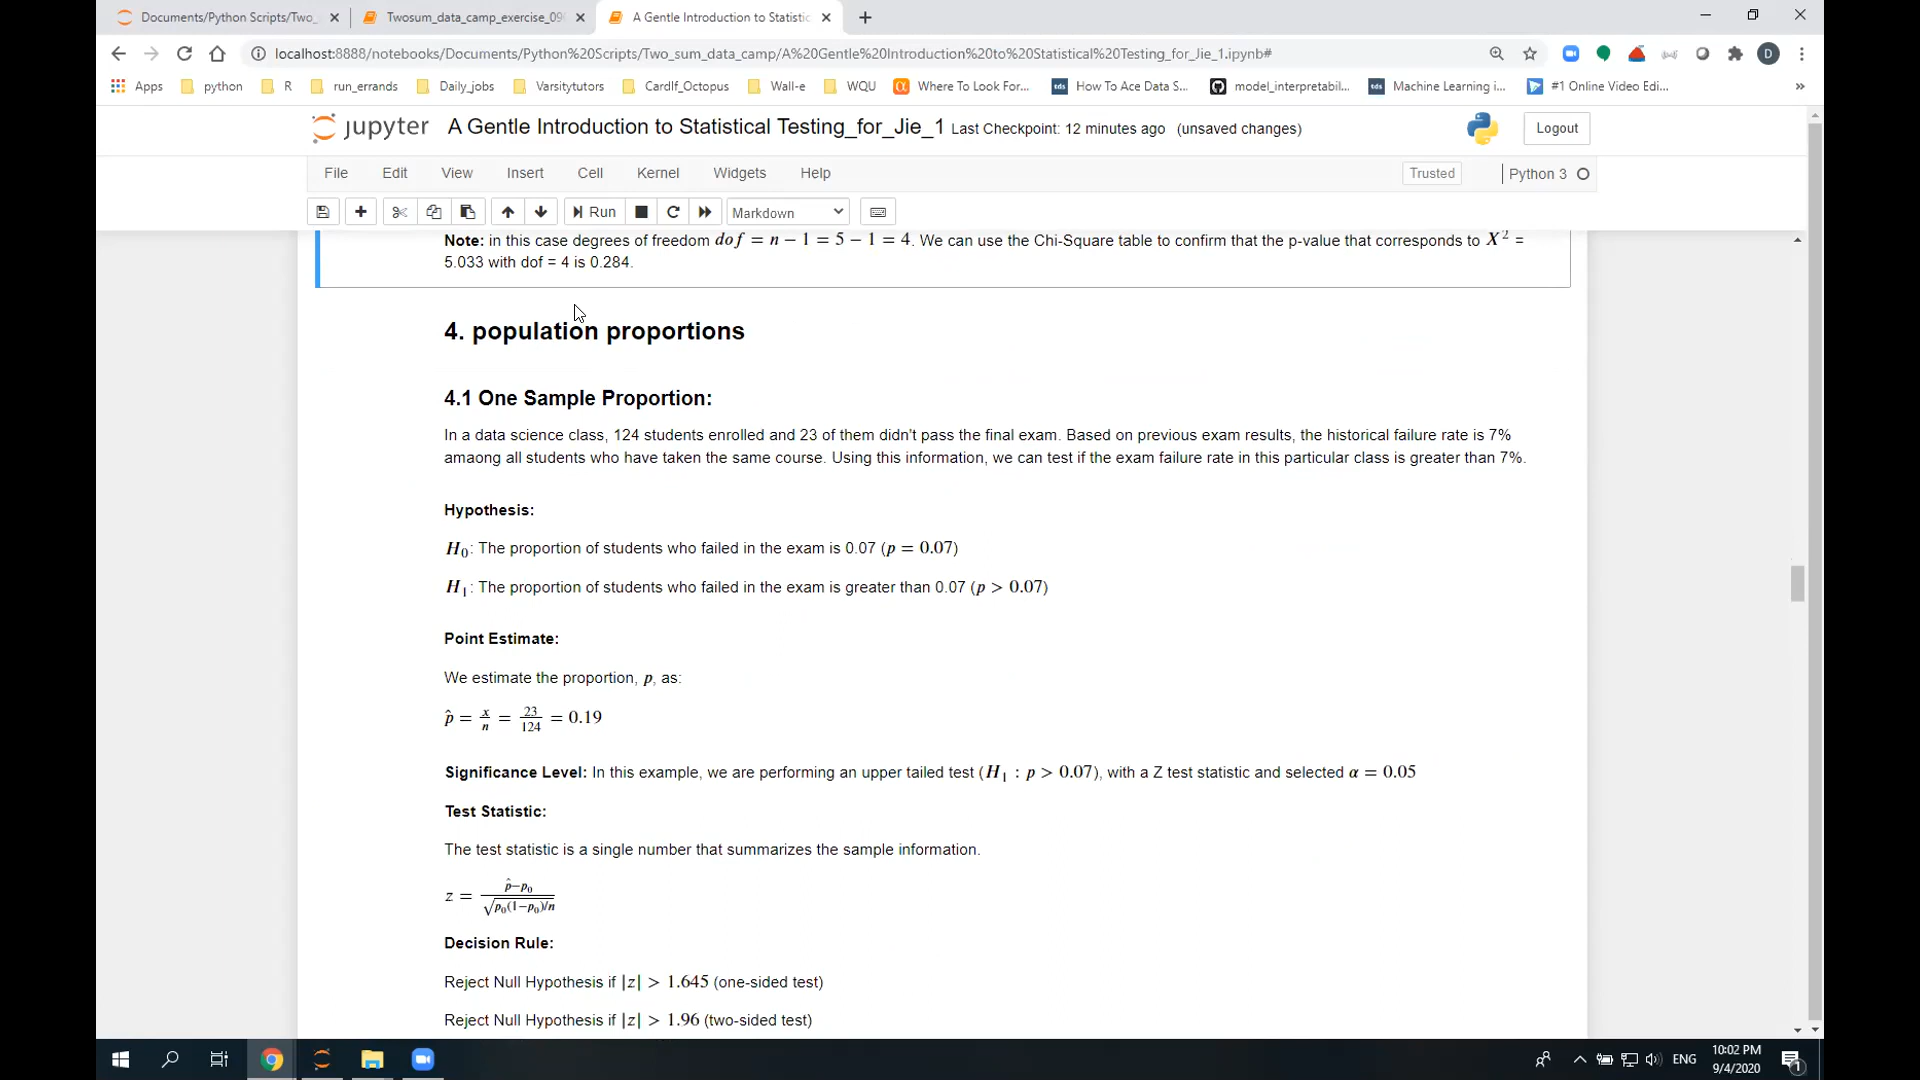 Documents/Python Scripts/Two_
Twosum_data_camp_exercise_09
A Gentle Introduction to Statistic
localhost:8888/notebooks/Documents/Python%20Scripts/Two_sum_data_camp/A%20Gentle%20Introduction%20to%20Statistical%20Testing_for_Jie_1.ipynb#
D
Apps python R run_errands Daily_jobs Varsitytutors Cardlf_Octopus Wall-e WQU Where To Look For... How To Ace Data S... model_interpretabil... Machine Learning i... #1 Online Video Edi... »
jupyter A Gentle Introduction to Statistical Testing_for_Jie_1 Last Checkpoint: 12 minutes ago (unsaved changes)
Logout
File Edit View Insert Cell Kernel Widgets Help
Trusted
Python 3
Run
Markdown
Note: in this case degrees of freedom dof = n − 1 = 5 − 1 = 4. We can use the Chi-Square table to confirm that the p-value that corresponds to X² =
5.033 with dof = 4 is 0.284.
4. population proportions
4.1 One Sample Proportion:
In a data science class, 124 students enrolled and 23 of them didn't pass the final exam. Based on previous exam results, the historical failure rate is 7%
amaong all students who have taken the same course. Using this information, we can test if the exam failure rate in this particular class is greater than 7%.
Hypothesis:
H₀: The proportion of students who failed in the exam is 0.07 (p = 0.07)
H₁: The proportion of students who failed in the exam is greater than 0.07 (p > 0.07)
Point Estimate:
We estimate the proportion, p, as:
p̂ = x/n = 23/124 = 0.19
Significance Level: In this example, we are performing an upper tailed test (H₁ : p > 0.07), with a Z test statistic and selected α = 0.05
Test Statistic:
The test statistic is a single number that summarizes the sample information.
z = (p̂−p₀)/√(p₀(1−p₀)/n)
Decision Rule:
Reject Null Hypothesis if |z| > 1.645 (one-sided test)
Reject Null Hypothesis if |z| > 1.96 (two-sided test)
ENG
10:02 PM
9/4/2020
1